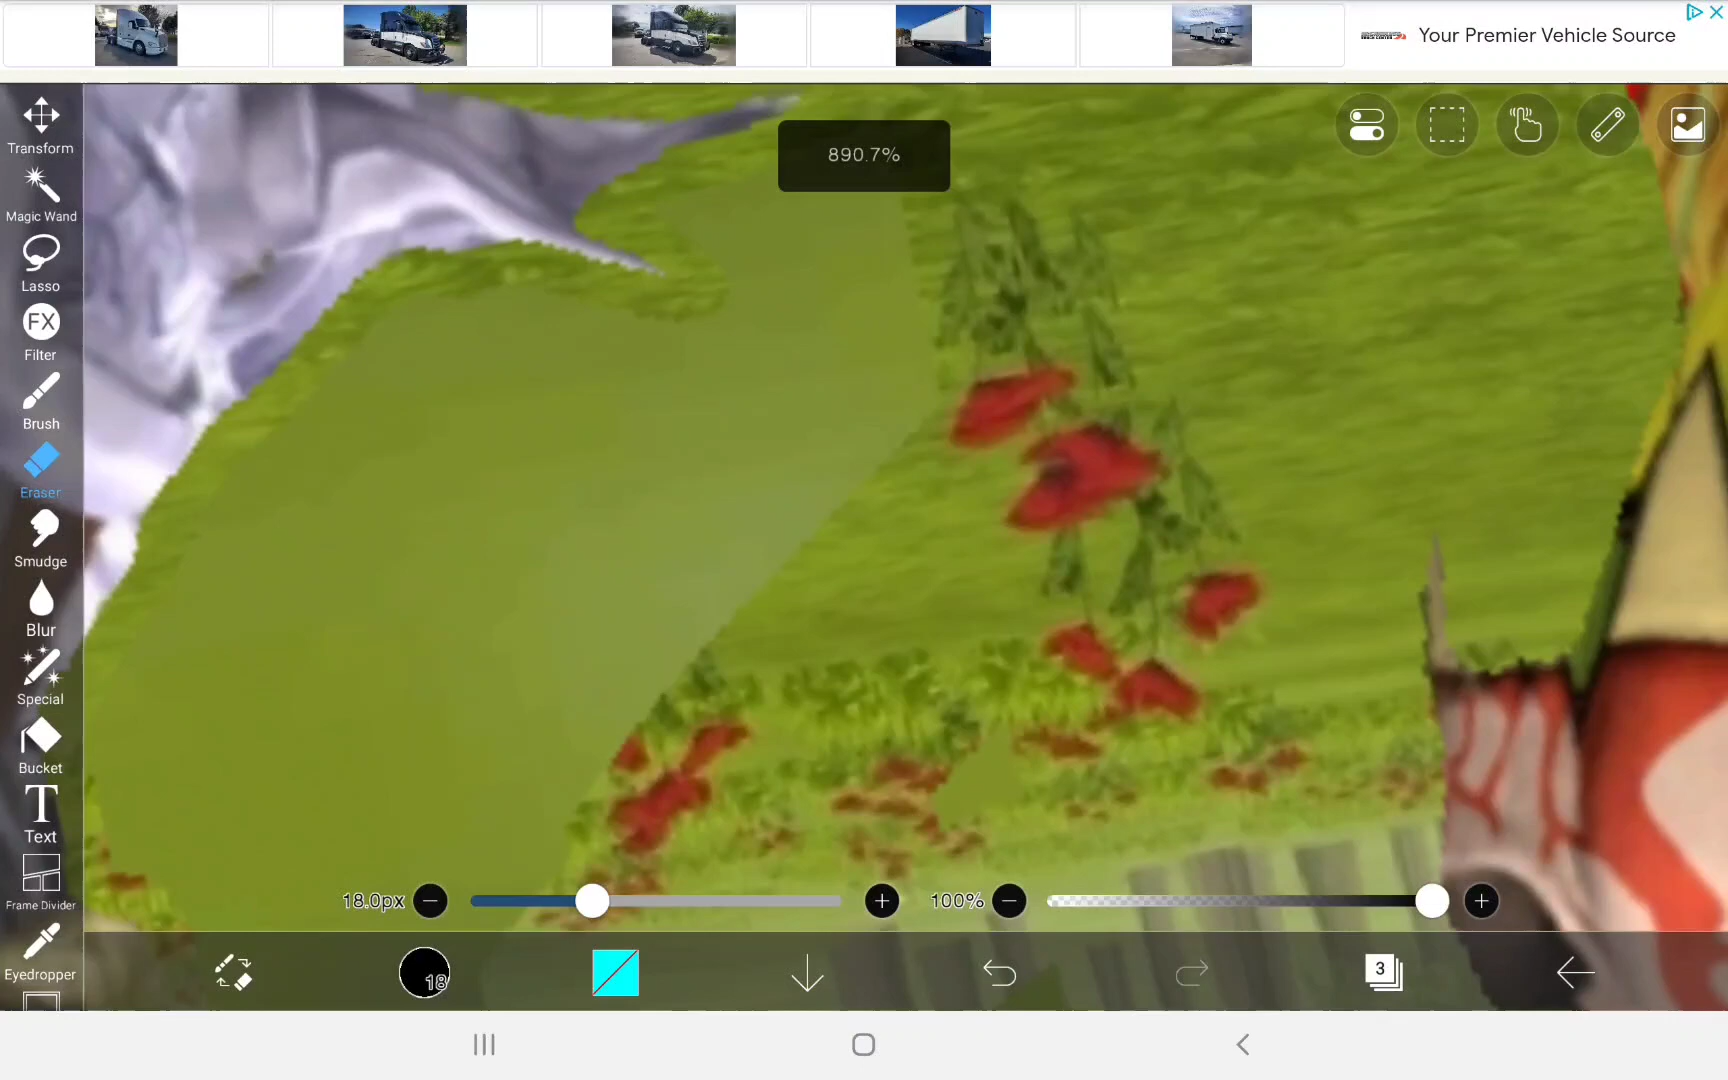 Your Premier Vehicle Source
890.7%
Transform
Magic Wand
Lasso
FX
Filter
Brush
Eraser
Smudge
Blur
Special
Bucket
T
Text
Frame Divider
Eyedropper
18.0px
100%
18
3